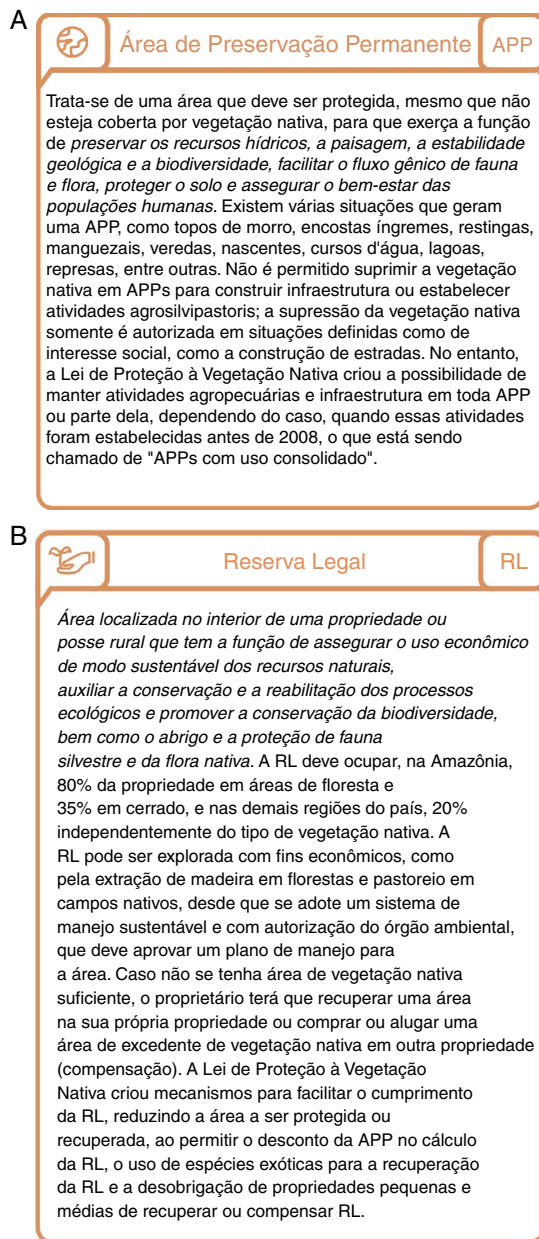 A
Área de Preservação Permanente APP
Trata-se de uma área que deve ser protegida, mesmo que não
esteja coberta por vegetação nativa, para que exerça a função
de preservar os recursos hídricos, a paisagem, a estabilidade
geológica e a biodiversidade, facilitar o fluxo gênico de fauna
e flora, proteger o solo e assegurar o bem-estar das
populações humanas. Existem várias situações que geram
uma APP, como topos de morro, encostas íngremes, restingas,
manguezais, veredas, nascentes, cursos d'água, lagoas,
represas, entre outras. Não é permitido suprimir a vegetação
nativa em APPs para construir infraestrutura ou estabelecer
atividades agrosilvipastoris; a supressão da vegetação nativa
somente é autorizada em situações definidas como de
interesse social, como a construção de estradas. No entanto,
a Lei de Proteção à Vegetação Nativa criou a possibilidade de
manter atividades agropecuárias e infraestrutura em toda APP
ou parte dela, dependendo do caso, quando essas atividades
foram estabelecidas antes de 2008, o que está sendo
chamado de "APPs com uso consolidado".
B
Reserva Legal RL
Área localizada no interior de uma propriedade ou
posse rural que tem a função de assegurar o uso econômico
de modo sustentável dos recursos naturais,
auxiliar a conservação e a reabilitação dos processos
ecológicos e promover a conservação da biodiversidade,
bem como o abrigo e a proteção de fauna
silvestre e da flora nativa. A RL deve ocupar, na Amazônia,
80% da propriedade em áreas de floresta e
35% em cerrado, e nas demais regiões do país, 20%
independentemente do tipo de vegetação nativa. A
RL pode ser explorada com fins econômicos, como
pela extração de madeira em florestas e pastoreio em
campos nativos, desde que se adote um sistema de
manejo sustentável e com autorização do órgão ambiental,
que deve aprovar um plano de manejo para
a área. Caso não se tenha área de vegetação nativa
suficiente, o proprietário terá que recuperar uma área
na sua própria propriedade ou comprar ou alugar uma
área de excedente de vegetação nativa em outra propriedade
(compensação). A Lei de Proteção à Vegetação
Nativa criou mecanismos para facilitar o cumprimento
da RL, reduzindo a área a ser protegida ou
recuperada, ao permitir o desconto da APP no cálculo
da RL, o uso de espécies exóticas para a recuperação
da RL e a desobrigação de propriedades pequenas e
médias de recuperar ou compensar RL.